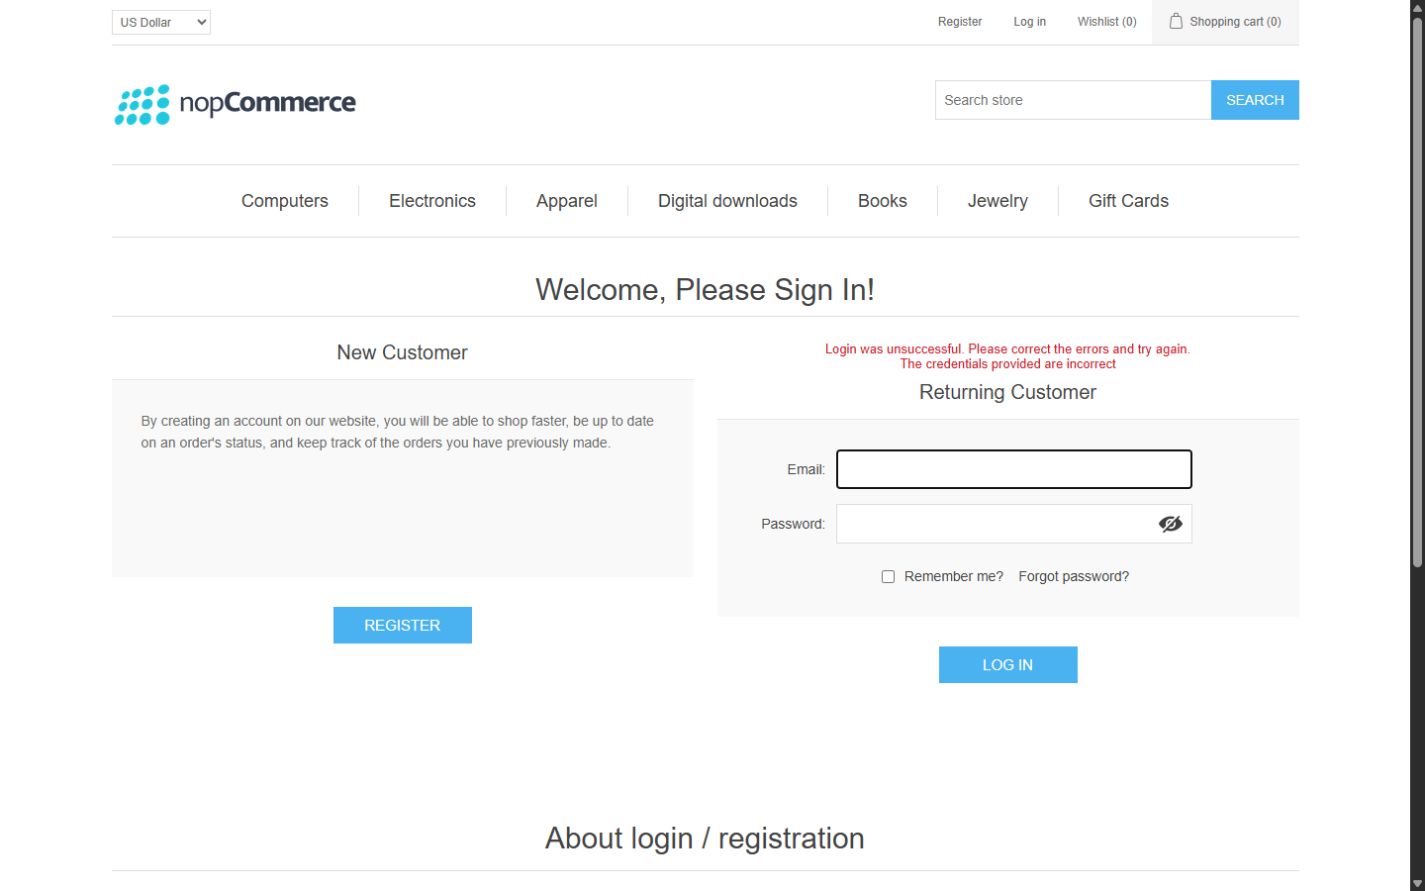 US Dollar
Register Log in Wishlist (0) Shopping cart (0)
nopCommerce
Search store SEARCH
Computers Electronics Apparel Digital downloads Books Jewelry Gift Cards
Welcome, Please Sign In!
New Customer
By creating an account on our website, you will be able to shop faster, be up to date
on an order's status, and keep track of the orders you have previously made.
REGISTER
Login was unsuccessful. Please correct the errors and try again.
The credentials provided are incorrect
Returning Customer
Email:
Password:
Remember me? Forgot password?
LOG IN
About login / registration